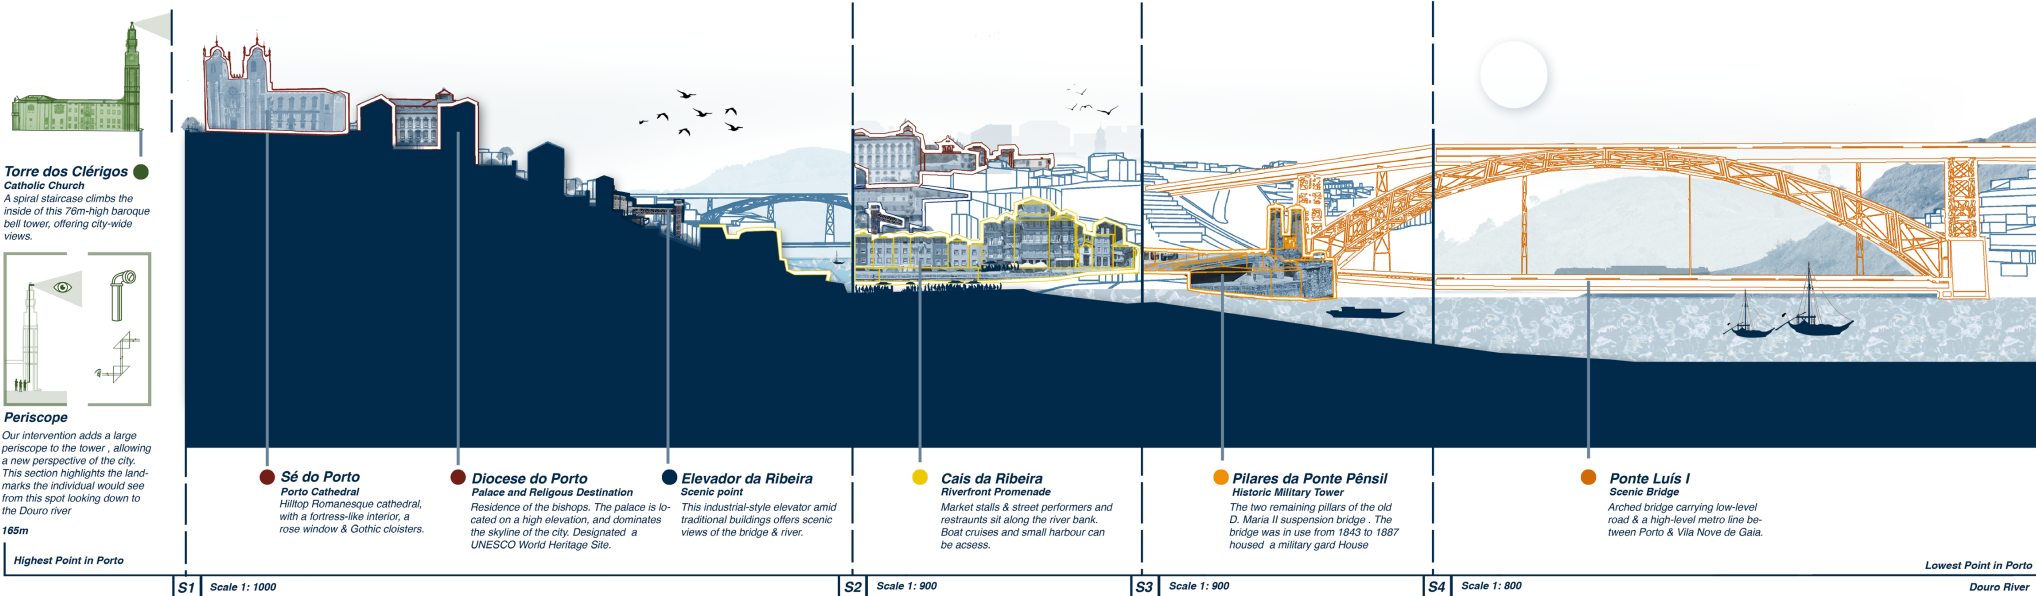 Torre dos Clérigos
Catholic Church
A spiral staircase climbs the
inside of this 76m-high baroque
bell tower, offering city-wide
views.
Periscope
Our intervention adds a large
periscope to the tower , allowing
a new perspective of the city.
This section highlights the land-
marks the individual would see
from this spot looking down to
the Douro river
165m
Highest Point in Porto
Sé do Porto
Porto Cathedral
Hilltop Romanesque cathedral,
with a fortress-like interior, a
rose window & Gothic cloisters.
Diocese do Porto
Palace and Religous Destination
Residence of the bishops. The palace is lo-
cated on a high elevation, and dominates
the skyline of the city. Designated a
UNESCO World Heritage Site.
Elevador da Ribeira
Scenic point
This industrial-style elevator amid
traditional buildings offers scenic
views of the bridge & river.
Cais da Ribeira
Riverfront Promenade
Market stalls & street performers and
restraunts sit along the river bank.
Boat cruises and small harbour can
be acsess.
Pilares da Ponte Pênsil
Historic Military Tower
The two remaining pillars of the old
D. Maria II suspension bridge . The
bridge was in use from 1843 to 1887
housed a military gard House
Ponte Luís I
Scenic Bridge
Arched bridge carrying low-level
road & a high-level metro line be-
tween Porto & Vila Nove de Gaia.
Lowest Point in Porto
S1
Scale 1: 1000
S2
Scale 1: 900
S3
Scale 1: 900
S4
Scale 1: 800
Douro River